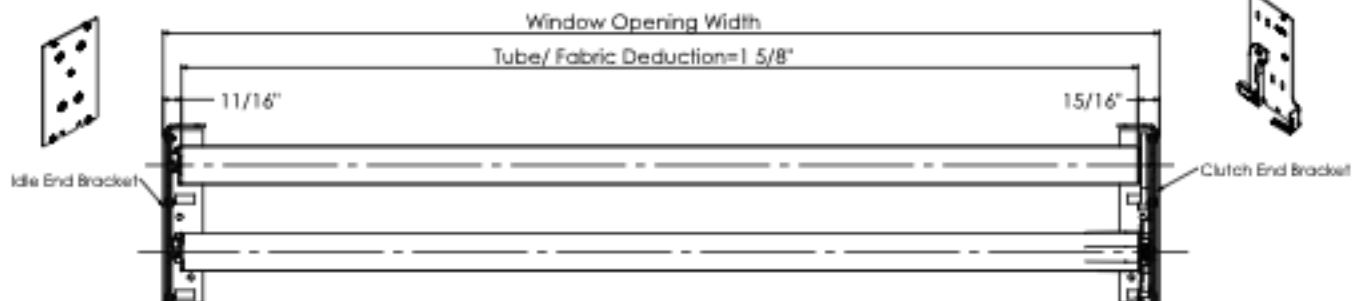 Window Opening Width
Tube/ Fabric Deduction=1 5/8"
11/16"
15/16"
Idle End Bracket
Clutch End Bracket